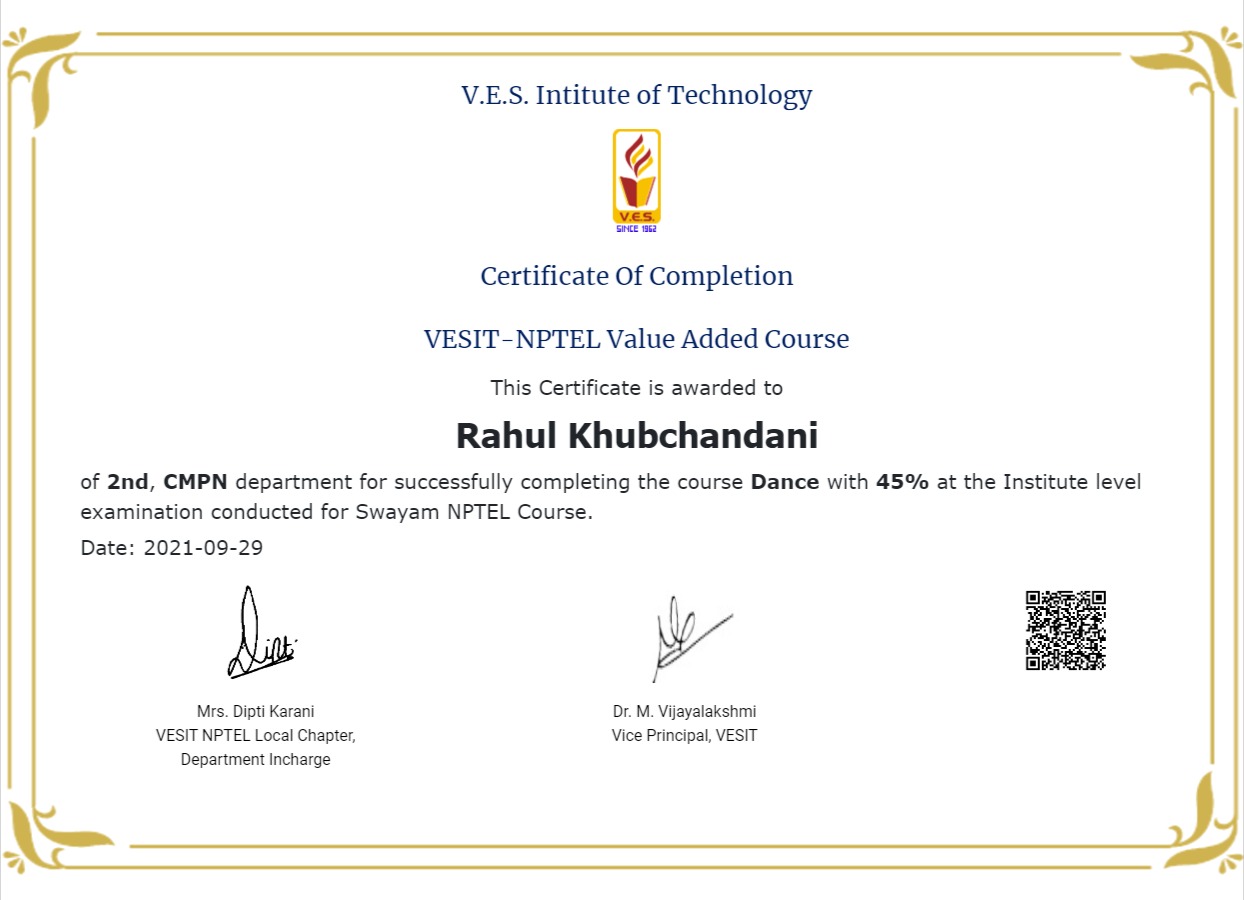 V.E.S. Intitute of Technology
V.E.S.
SINCE 1962
Certificate Of Completion
VESIT-NPTEL Value Added Course
This Certificate is awarded to
Rahul Khubchandani
of 2nd, CMPN department for successfully completing the course Dance with 45% at the Institute level
examination conducted for Swayam NPTEL Course.
Date: 2021-09-29
Dipti
Mrs. Dipti Karani
VESIT NPTEL Local Chapter,
Department Incharge
Dr. M. Vijayalakshmi
Vice Principal, VESIT